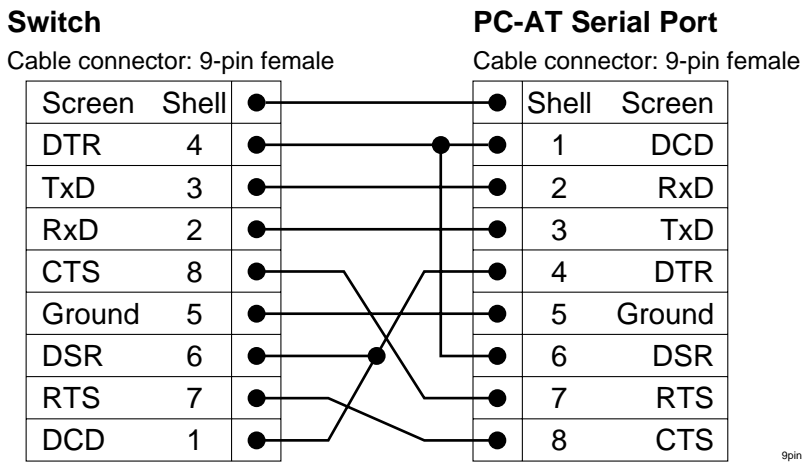 Switch PC-AT Serial Port
Cable connector: 9-pin female Cable connector: 9-pin female
Screen Shell Shell Screen
DTR 4 1 DCD
TxD 3 2 RxD
RxD 2 3 TxD
CTS 8 4 DTR
Ground 5 5 Ground
DSR 6 6 DSR
RTS 7 7 RTS
DCD 1 8 CTS
9pin